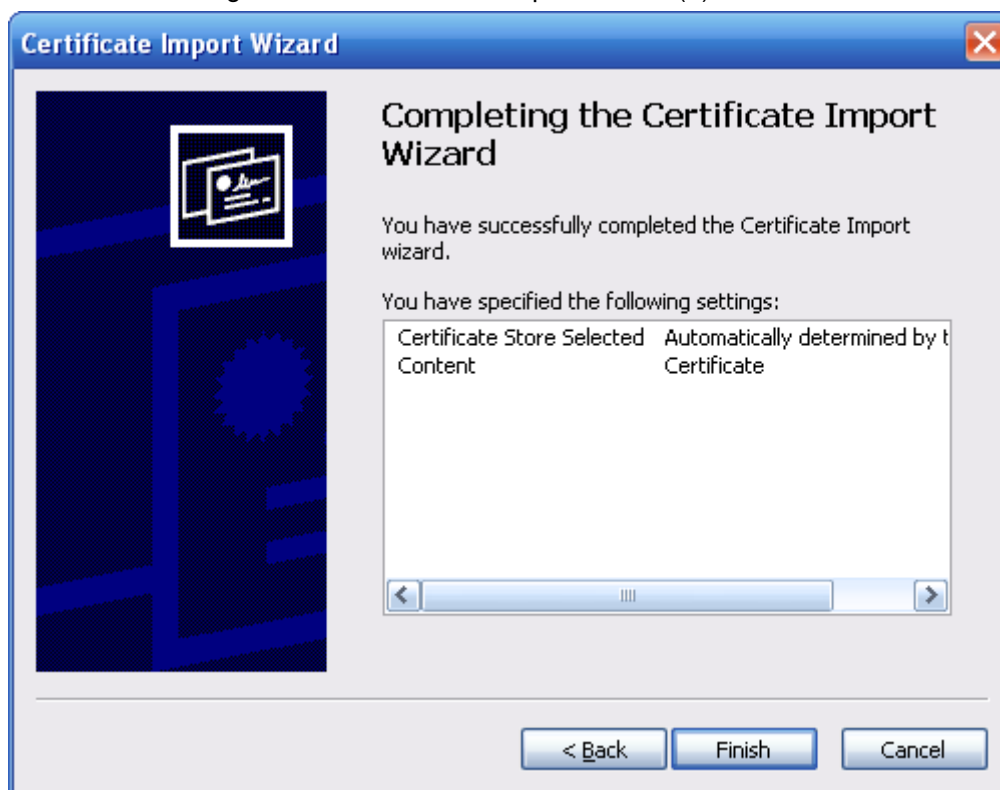 Certificate Import Wizard
Completing the Certificate Import
Wizard
You have successfully completed the Certificate Import
wizard.
You have specified the following settings:
Certificate Store Selected Automatically determined by t
Content Certificate
< Back Finish Cancel